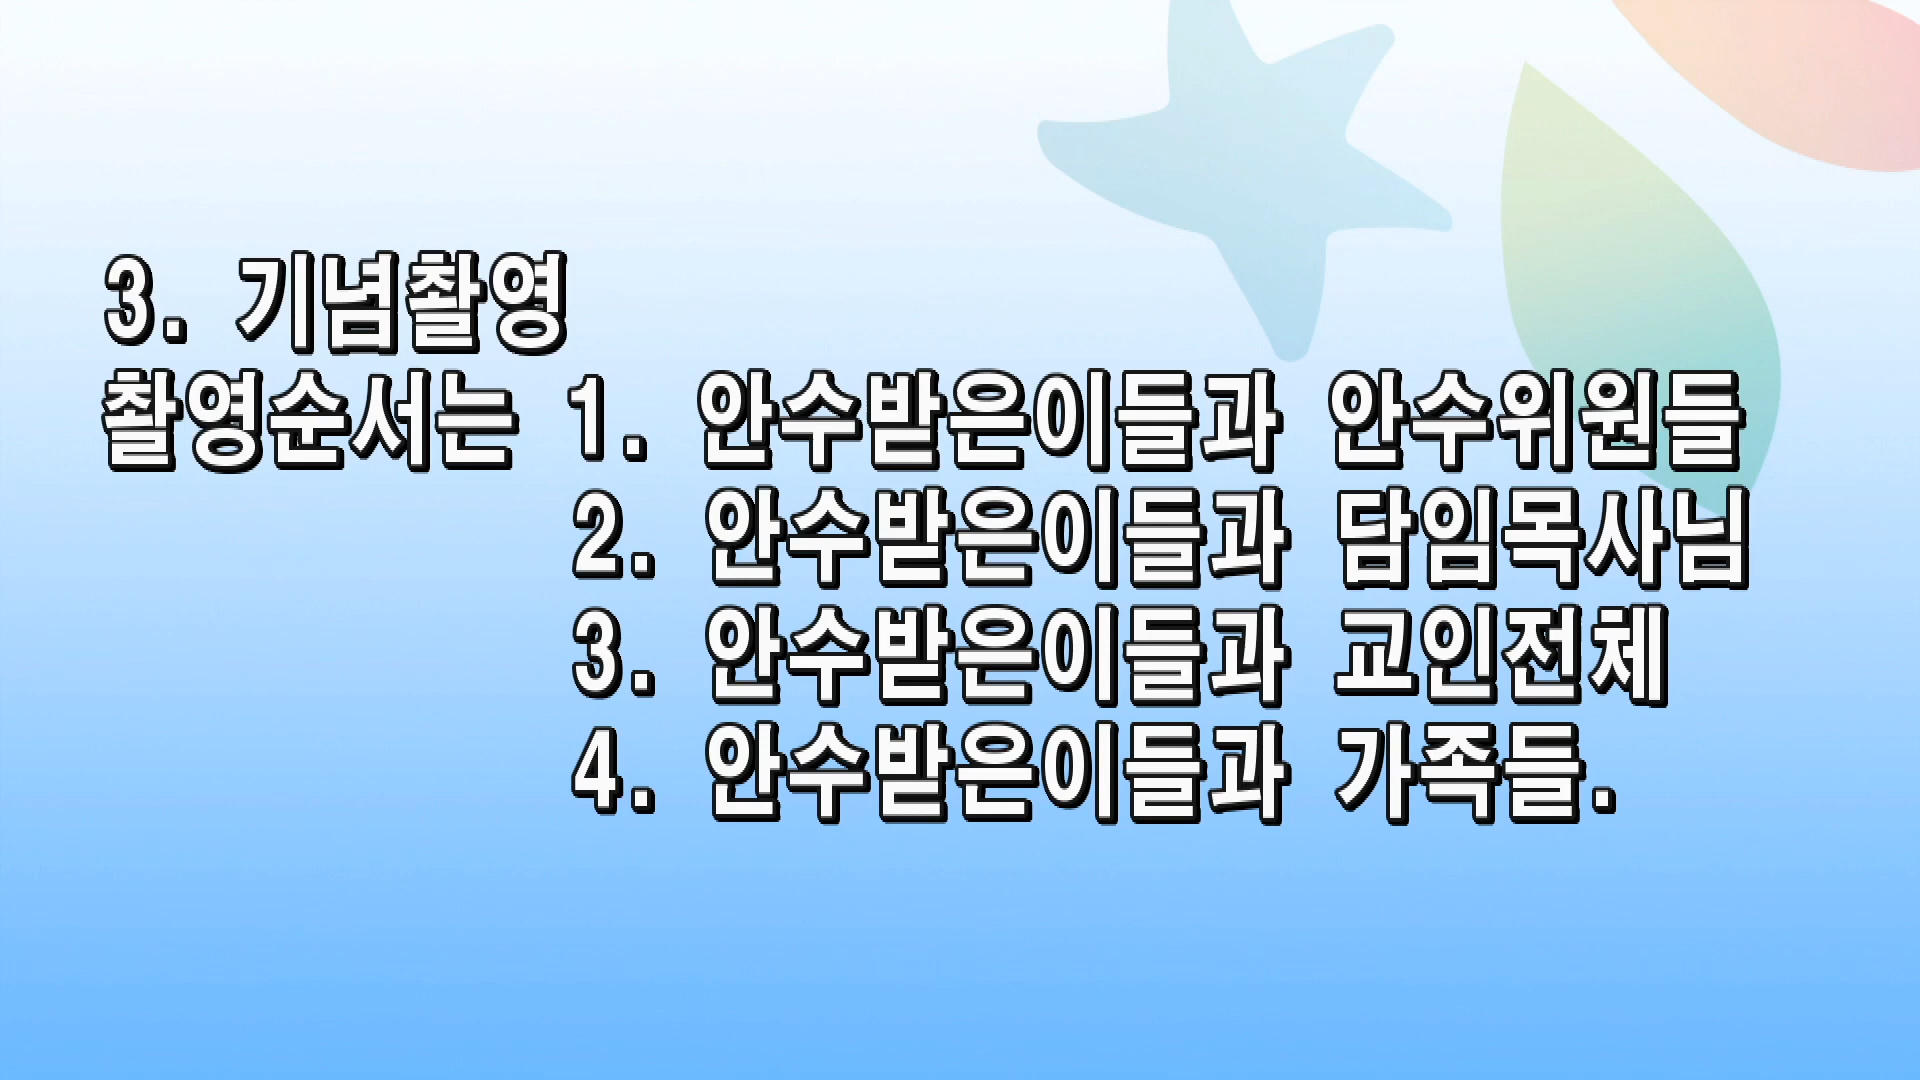 3. 기념촬영
촬영순서는 1. 안수받은이들과 안수위원들
2. 안수받은이들과 담임목사님
3. 안수받은이들과 교인전체
4. 안수받은이들과 가족들.